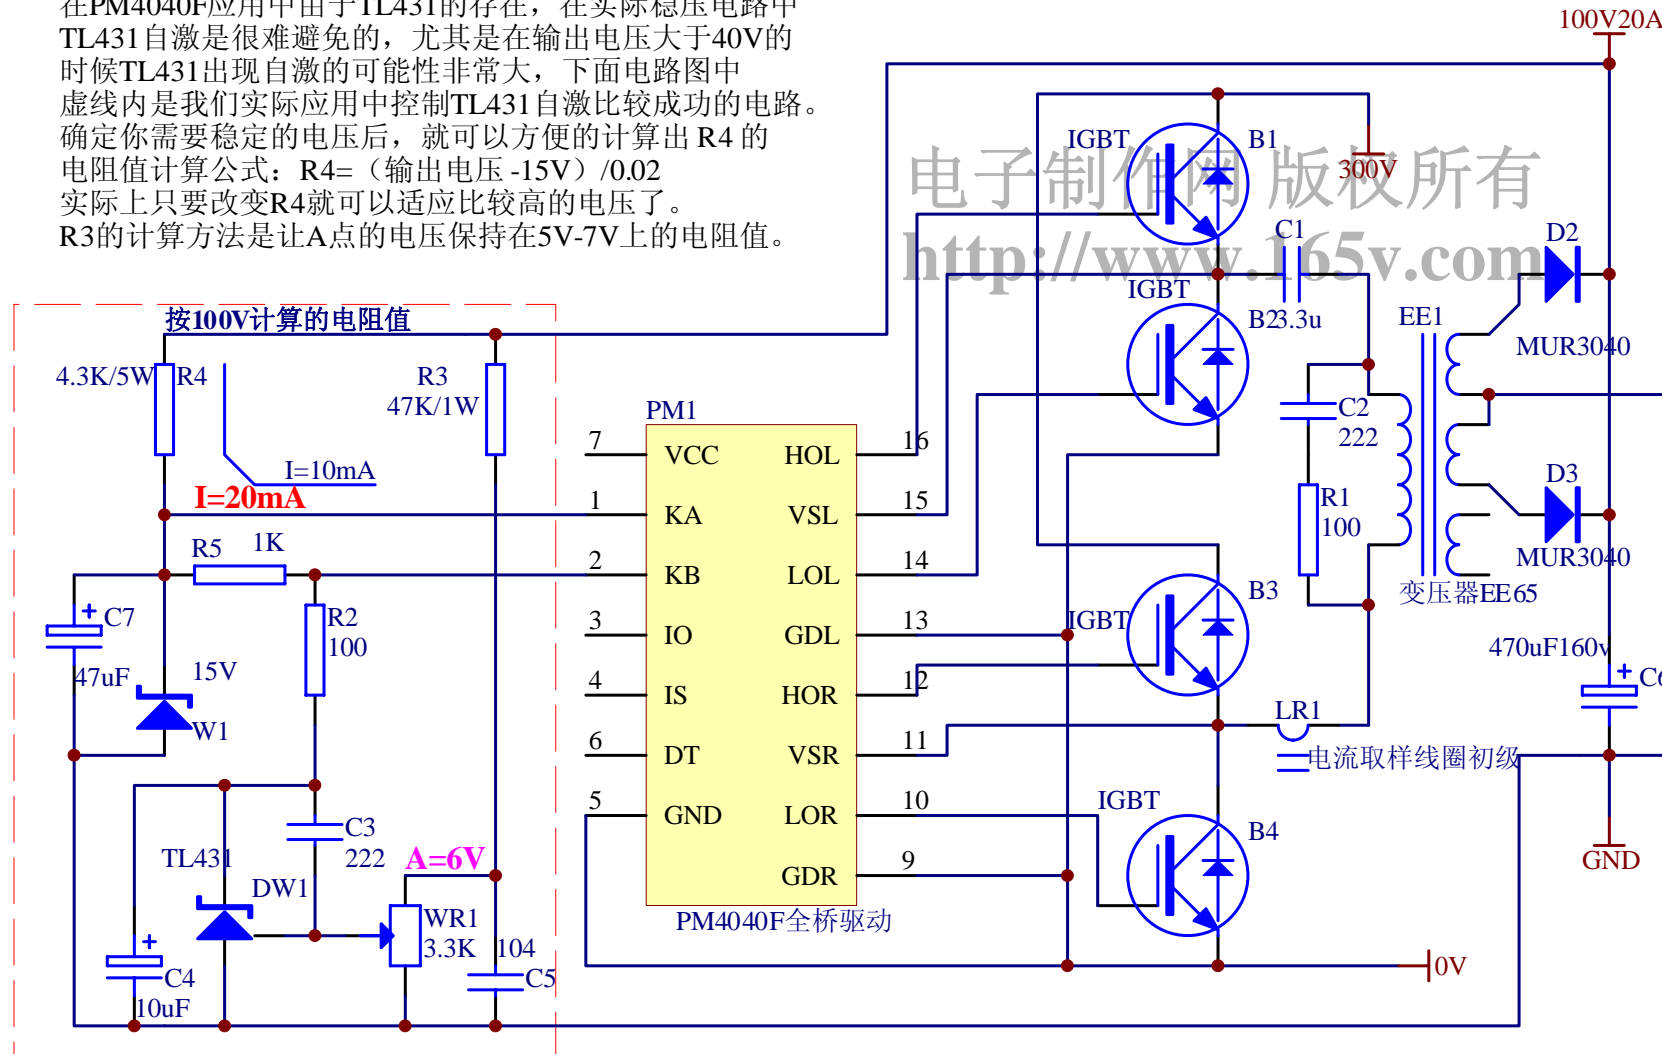 在PM4040F应用中由于TL431的存在，在实际稳压电路中
TL431自激是很难避免的，尤其是在输出电压大于40V的
时候TL431出现自激的可能性非常大，下面电路图中
虚线内是我们实际应用中控制TL431自激比较成功的电路。
确定你需要稳定的电压后，就可以方便的计算出 R4 的
电阻值计算公式：R4=（输出电压 -15V）/0.02
实际上只要改变R4就可以适应比较高的电压了。
R3的计算方法是让A点的电压保持在5V-7V上的电阻值。
100V20A
IGBT
B1
300V
电子制作网 版权所有
http://www.165v.com
C1
D2
IGBT
B2
3.3u
EE1
MUR3040
按100V计算的电阻值
4.3K/5W
R4
R3
47K/1W
I=10mA
I=20mA
PM1
7
VCC
HOL
16
1
KA
VSL
15
2
KB
LOL
14
3
IO
GDL
13
4
IS
HOR
12
6
DT
VSR
11
5
GND
LOR
10
GDR
9
PM4040F全桥驱动
C2
222
R1
100
D3
MUR3040
变压器EE65
R5
1K
C7
47uF
R2
100
15V
W1
IGBT
B3
470uF160v
C6
LR1
电流取样线圈初级
IGBT
B4
GND
C3
222
TL431
A=6V
DW1
WR1
3.3K
104
C5
C4
10uF
0V